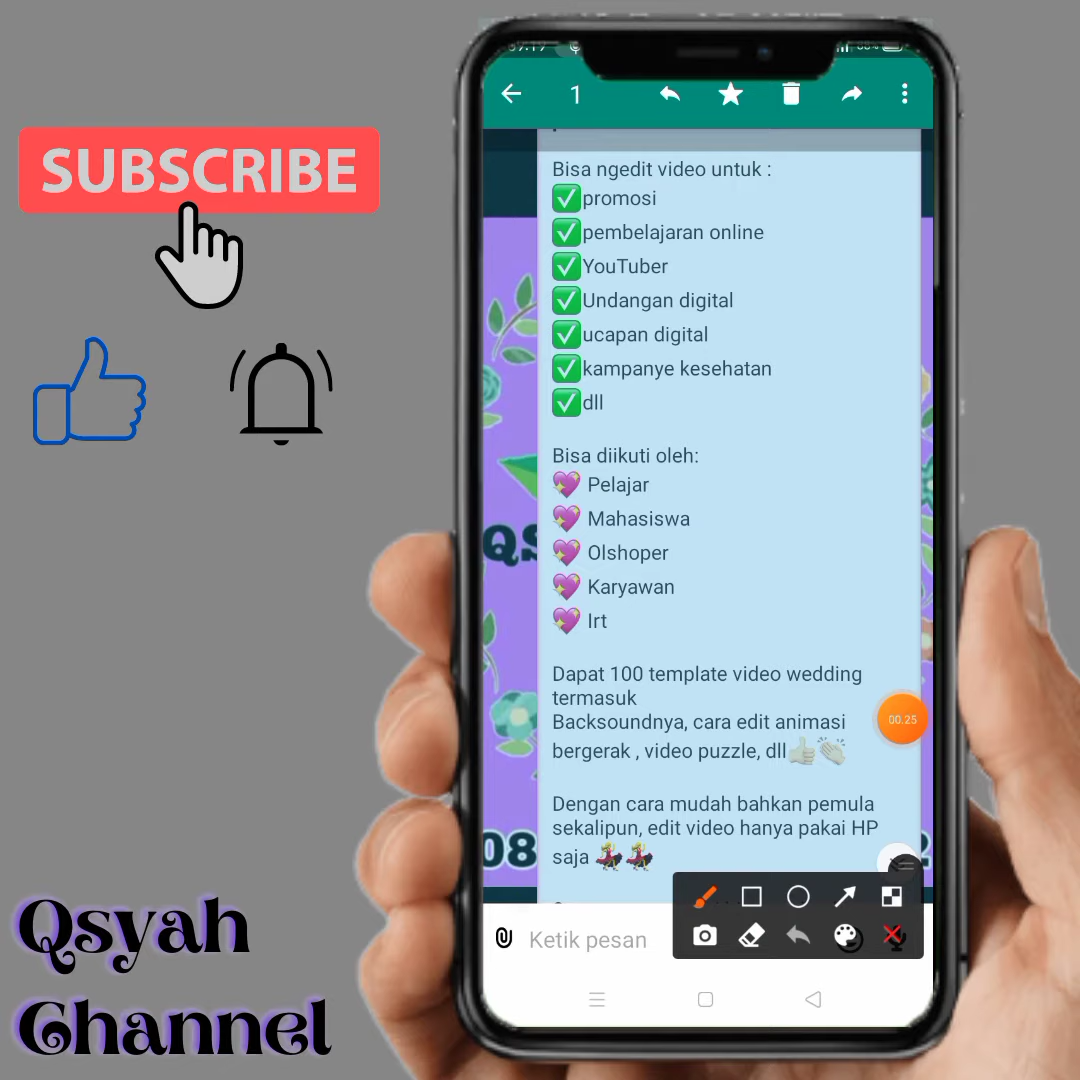 SUBSCRIBE
1
Bisa ngedit video untuk :
✅promosi
✅pembelajaran online
✅YouTuber
✅Undangan digital
✅ucapan digital
✅kampanye kesehatan
✅dll
Bisa diikuti oleh:
💖 Pelajar
💖 Mahasiswa
💖 Olshoper
💖 Karyawan
💖 Irt
Dapat 100 template video wedding
termasuk
Backsoundnya, cara edit animasi
bergerak , video puzzle, dll👍👏
Dengan cara mudah bahkan pemula
sekalipun, edit video hanya pakai HP
saja 💃💃
00.25
QS
08
Ketik pesan
Qsyah
Channel